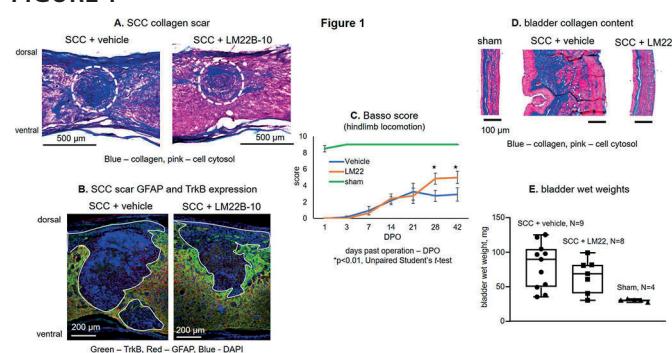 Figure 1
A. SCC collagen scar
SCC + vehicle
SCC + LM22B-10
dorsal
ventral
500 µm
500 µm
Blue – collagen, pink – cell cytosol
B. SCC scar GFAP and TrkB expression
SCC + vehicle
SCC + LM22B-10
dorsal
ventral
200 µm
200 µm
Green – TrkB, Red – GFAP, Blue - DAPI
C. Basso score
(hindlimb locomotion)
score
10
8
6
4
2
0
Vehicle
LM22
sham
*
*
1 3 7 14 21 28 42
DPO
days past operation – DPO
*p<0.01, Unpaired Student's t-test
D. bladder collagen content
sham
SCC + vehicle
SCC + LM22
100 µm
Blue – collagen, pink – cell cytosol
E. bladder wet weights
bladder wet weight, mg
150
100
50
0
SCC + vehicle, N=9
SCC + LM22, N=8
Sham, N=4